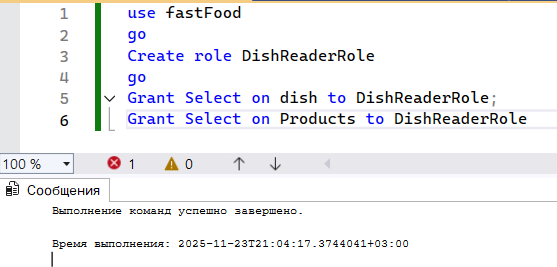 1 use fastFood
2 go
3 Create role DishReaderRole
4 go
5 Grant Select on dish to DishReaderRole;
6 Grant Select on Products to DishReaderRole
100 % 1 0
Сообщения
Выполнение команд успешно завершено.
Время выполнения: 2025-11-23T21:04:17.3744041+03:00